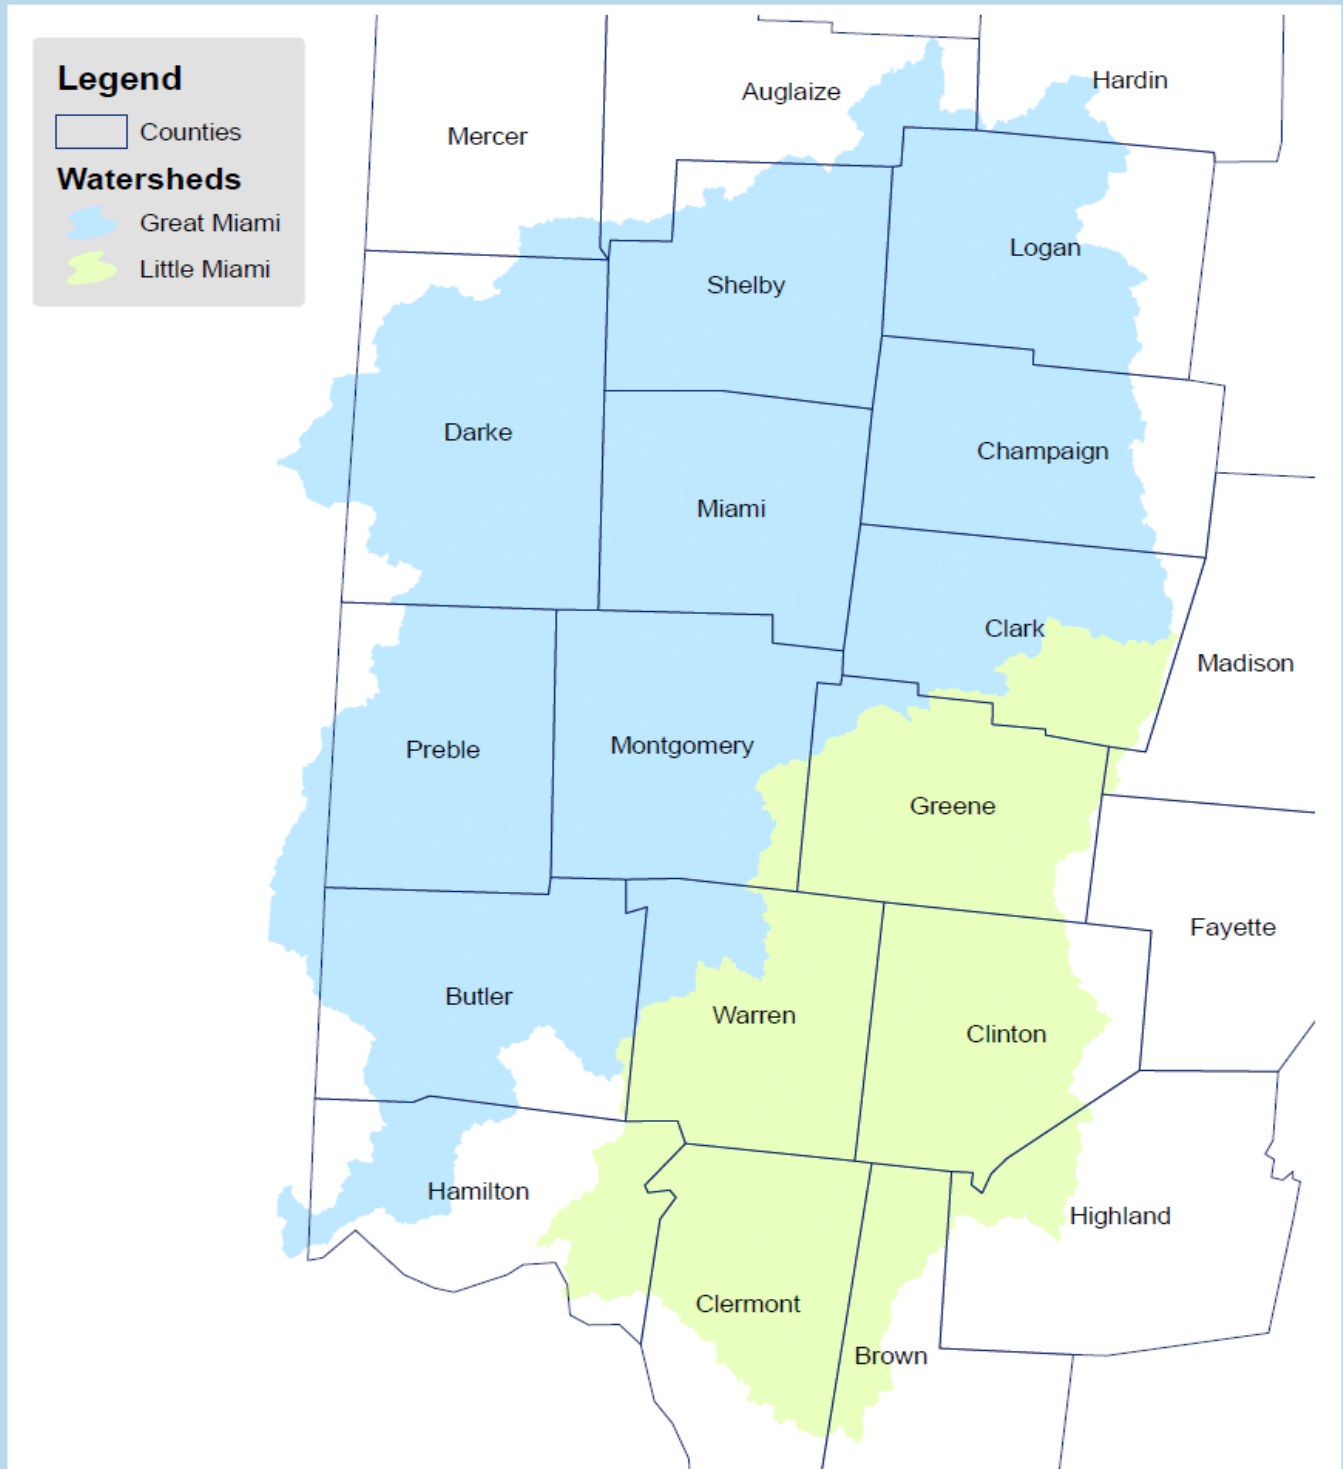 Legend
Counties
Watersheds
Great Miami
Little Miami
Hardin
Auglaize
Mercer
Logan
Shelby
Darke
Champaign
Miami
Clark
Madison
Preble
Montgomery
Greene
Fayette
Butler
Warren
Clinton
Hamilton
Highland
Clermont
Brown